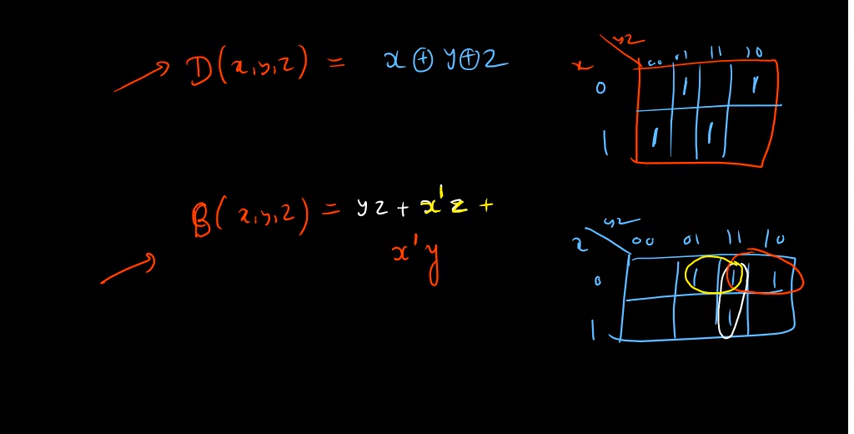 D(x,y,z) = x⊕y⊕z
yz
x 00 01 11 10
0 1 1
1 1 1
B(x,y,z) = yz + x'z +
x'y
yz
x 00 01 11 10
0 1 1 1
1 1